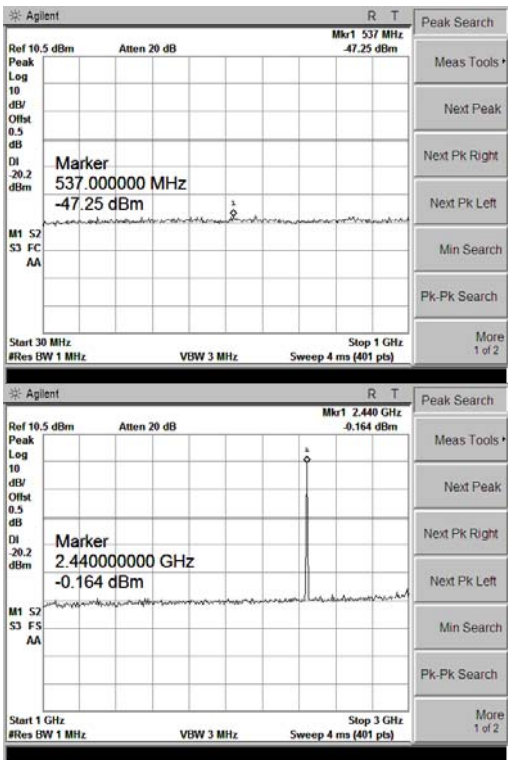 Agilent R T
Peak Search
Mkr1 537 MHz
Ref 10.5 dBm Atten 20 dB -47.25 dBm
Peak
Log
10
dB/
Offst
0.5
dB
DI
-20.2
dBm
Marker
537.000000 MHz
-47.25 dBm
1
M1 S2
S3 FC
AA
Start 30 MHz Stop 1 GHz
#Res BW 1 MHz VBW 3 MHz Sweep 4 ms (401 pts)
Meas Tools
Next Peak
Next Pk Right
Next Pk Left
Min Search
Pk-Pk Search
More
1 of 2
Agilent R T
Peak Search
Mkr1 2.440 GHz
Ref 10.5 dBm Atten 20 dB -0.164 dBm
Peak
Log
10
dB/
Offst
0.5
dB
DI
-20.2
dBm
Marker
2.440000000 GHz
-0.164 dBm
1
M1 S2
S3 FS
AA
Start 1 GHz Stop 3 GHz
#Res BW 1 MHz VBW 3 MHz Sweep 4 ms (401 pts)
Meas Tools
Next Peak
Next Pk Right
Next Pk Left
Min Search
Pk-Pk Search
More
1 of 2